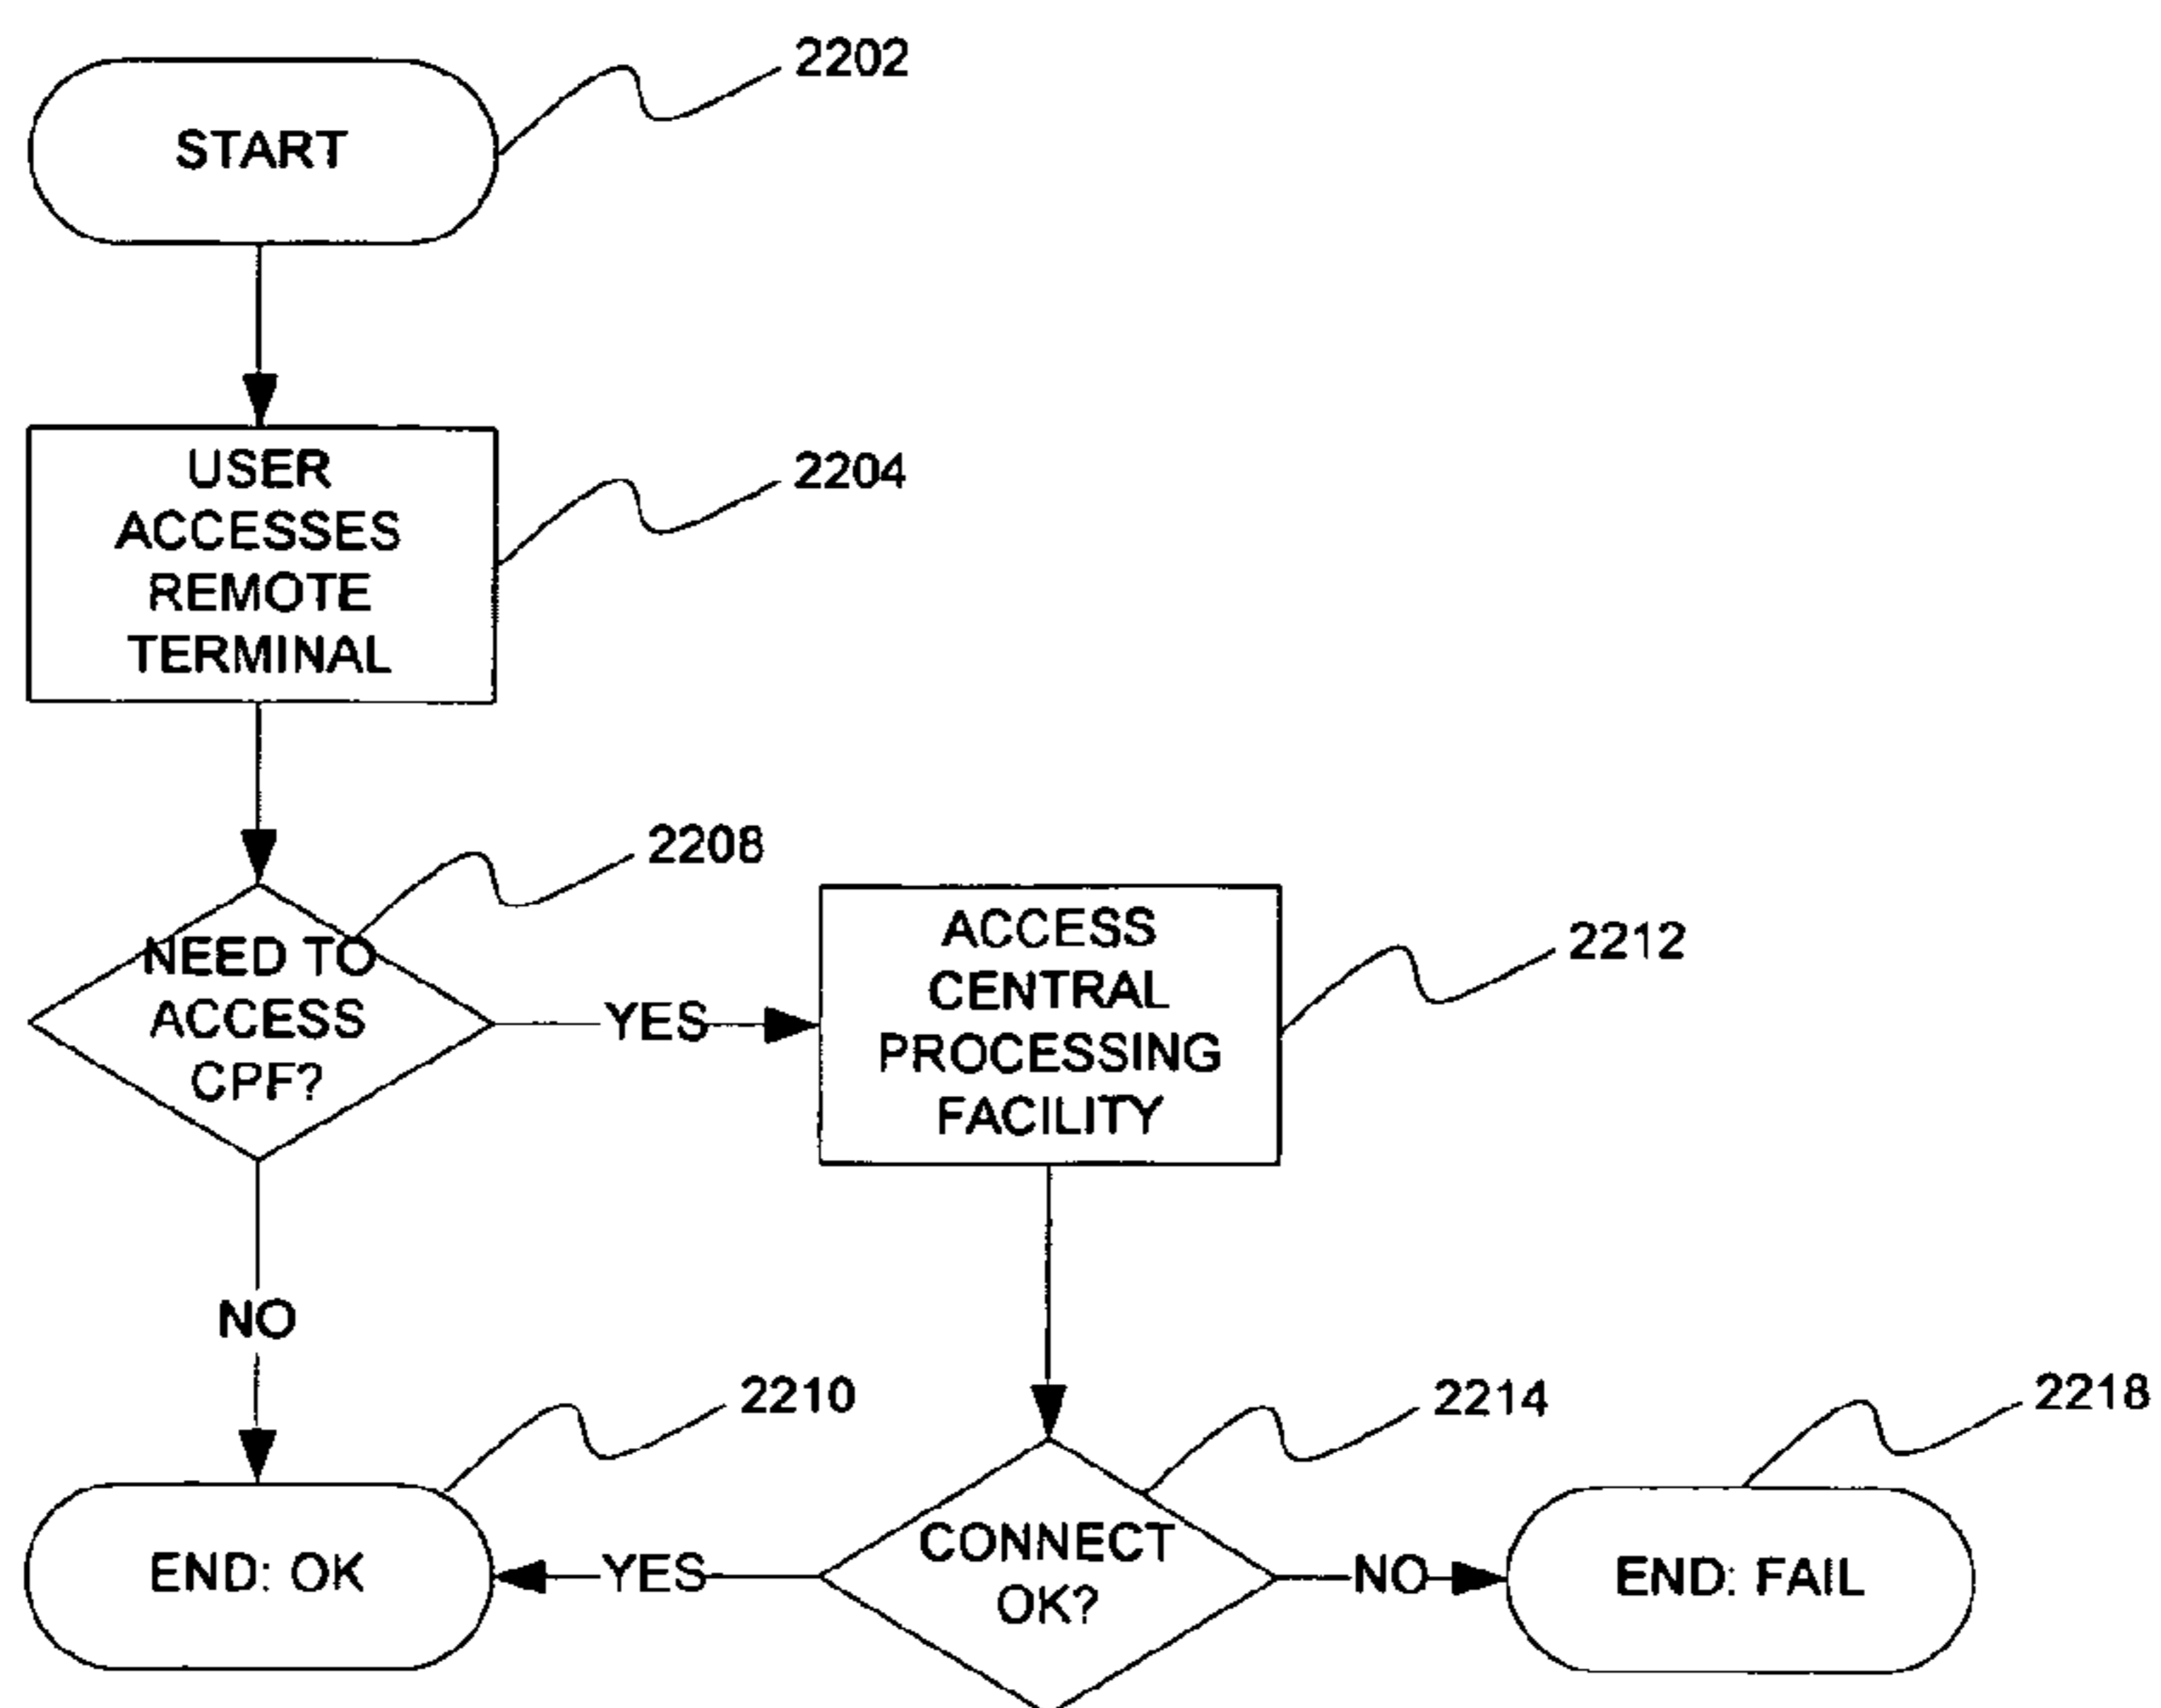 2202
START
2204
USER
ACCESSES
REMOTE
TERMINAL
2208
NEED TO
ACCESS
CPF?
YES
ACCESS
CENTRAL
PROCESSING
FACILITY
2212
NO
2210
2214
2218
END: OK
YES
CONNECT
OK?
NO
END: FAIL